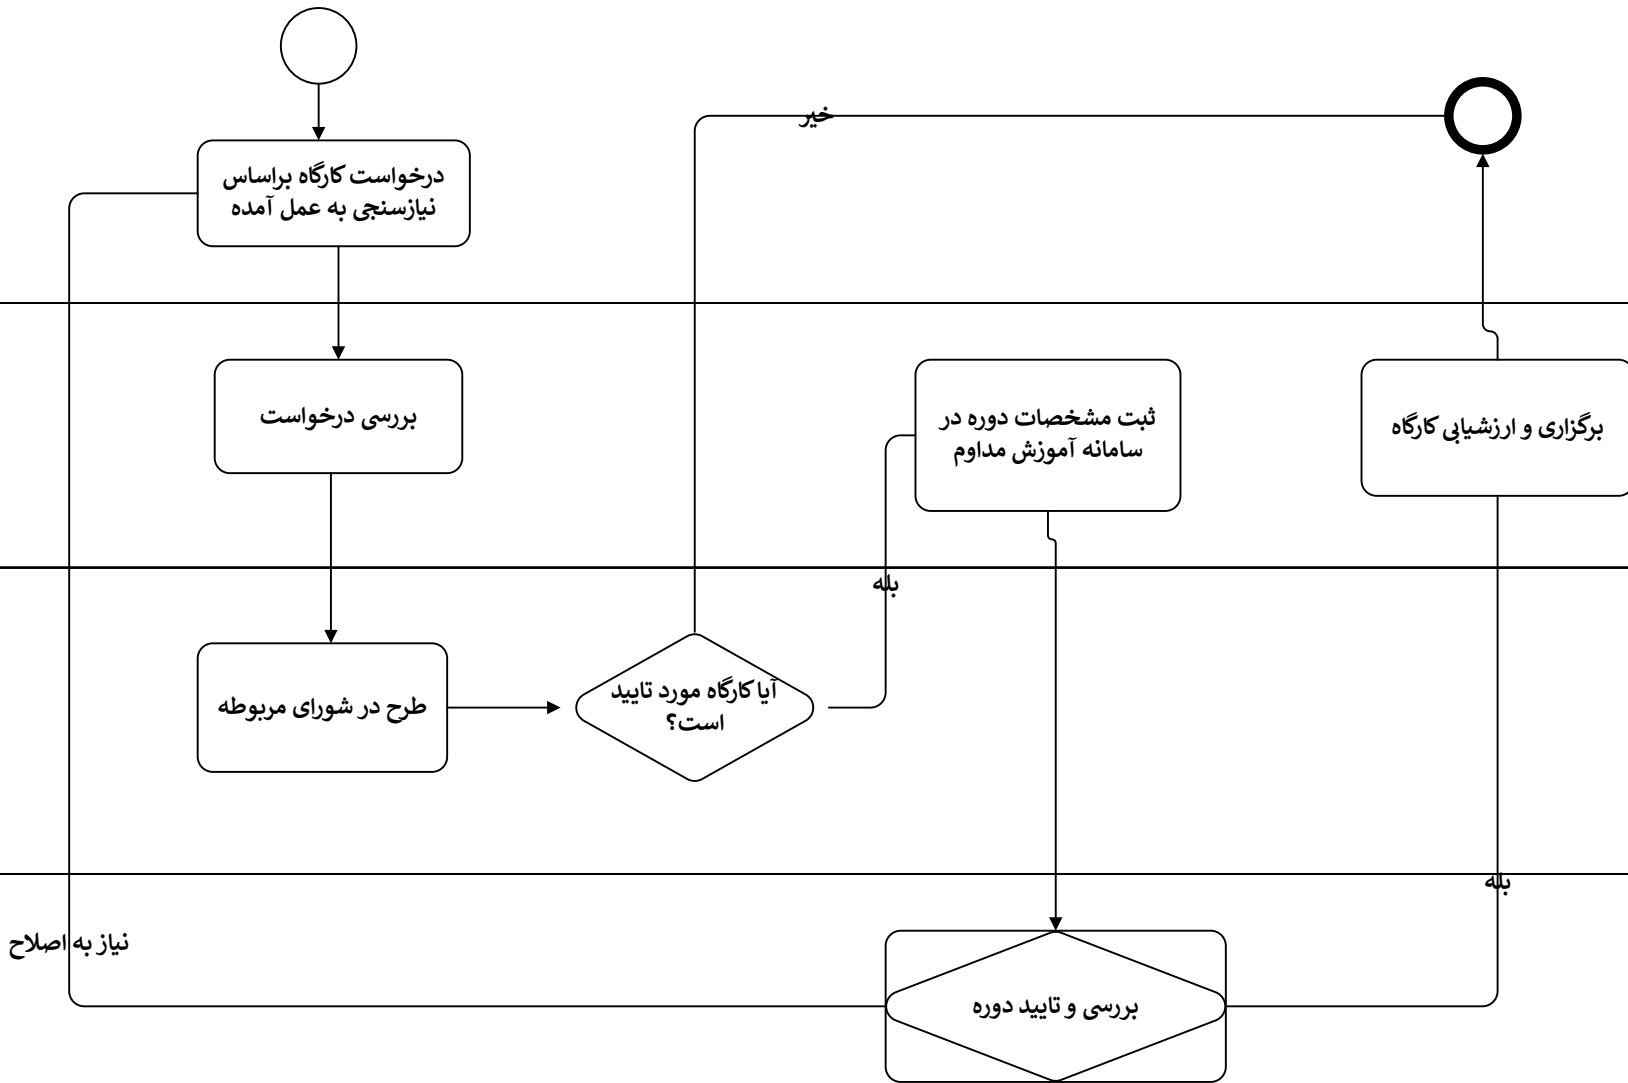 خیر
درخواست کارگاه براساس
نیازسنجی به عمل آمده
بررسی درخواست
ثبت مشخصات دوره در
سامانه آموزش مداوم
برگزاری و ارزشیابی کارگاه
بله
طرح در شورای مربوطه
آیا کارگاه مورد تایید
است؟
بله
نیاز به اصلاح
بررسی و تایید دوره